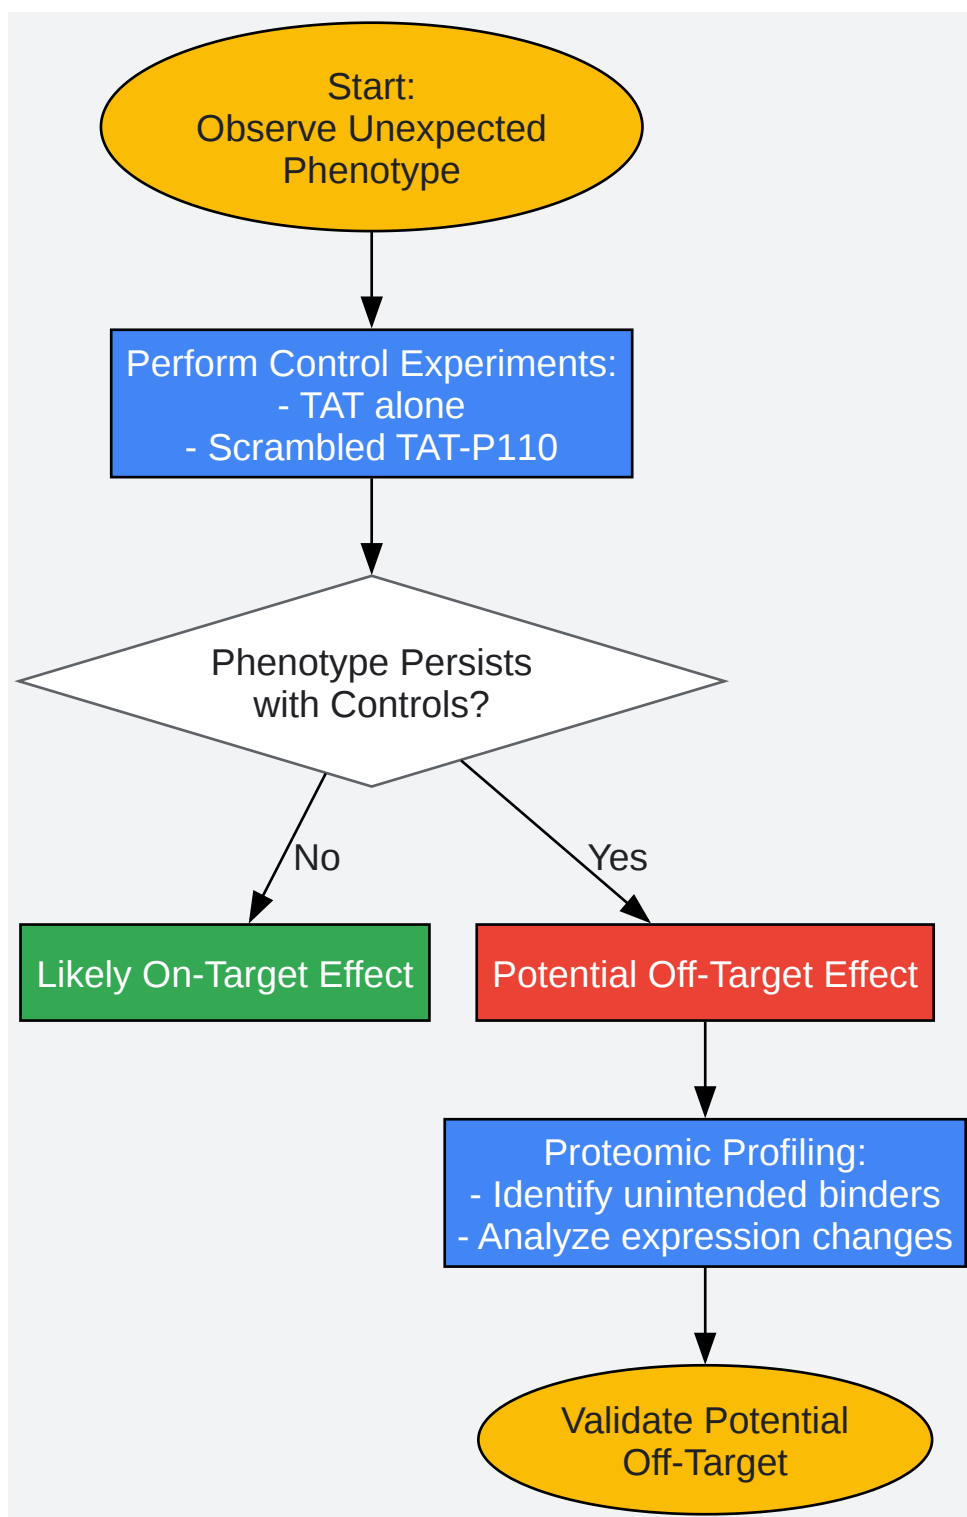 Start:
Observe Unexpected
Phenotype
Perform Control Experiments:
- TAT alone
- Scrambled TAT-P110
Phenotype Persists
with Controls?
No
Yes
Likely On-Target Effect
Potential Off-Target Effect
Proteomic Profiling:
- Identify unintended binders
- Analyze expression changes
Validate Potential
Off-Target